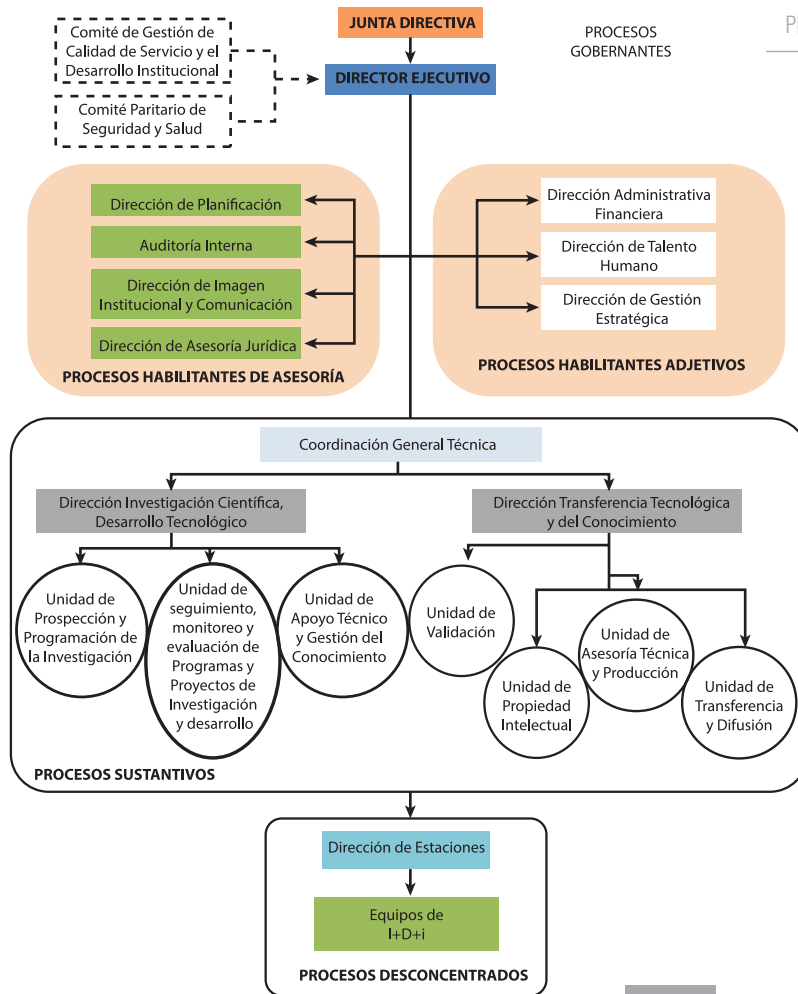 JUNTA DIRECTIVA
PROCESOS
GOBERNANTES
Comité de Gestión de
Calidad de Servicio y el
Desarrollo Institucional
DIRECTOR EJECUTIVO
Comité Paritario de
Seguridad y Salud
Dirección de Planificación
Auditoría Interna
Dirección de Imagen
Institucional y Comunicación
Dirección de Asesoría Jurídica
PROCESOS HABILITANTES DE ASESORÍA
Dirección Administrativa
Financiera
Dirección de Talento
Humano
Dirección de Gestión
Estratégica
PROCESOS HABILITANTES ADJETIVOS
Coordinación General Técnica
Dirección Investigación Científica,
Desarrollo Tecnológico
Dirección Transferencia Tecnológica
y del Conocimiento
Unidad de
Prospección y
Programación de
la Investigación
Unidad de
seguimiento,
monitoreo y
evaluación de
Programas y
Proyectos de
Investigación
y desarrollo
Unidad de
Apoyo Técnico
y Gestión del
Conocimiento
Unidad de
Validación
Unidad de
Propiedad
Intelectual
Unidad de
Asesoría Técnica
y Producción
Unidad de
Transferencia
y Difusión
PROCESOS SUSTANTIVOS
Dirección de Estaciones
Equipos de
I+D+i
PROCESOS DESCONCENTRADOS